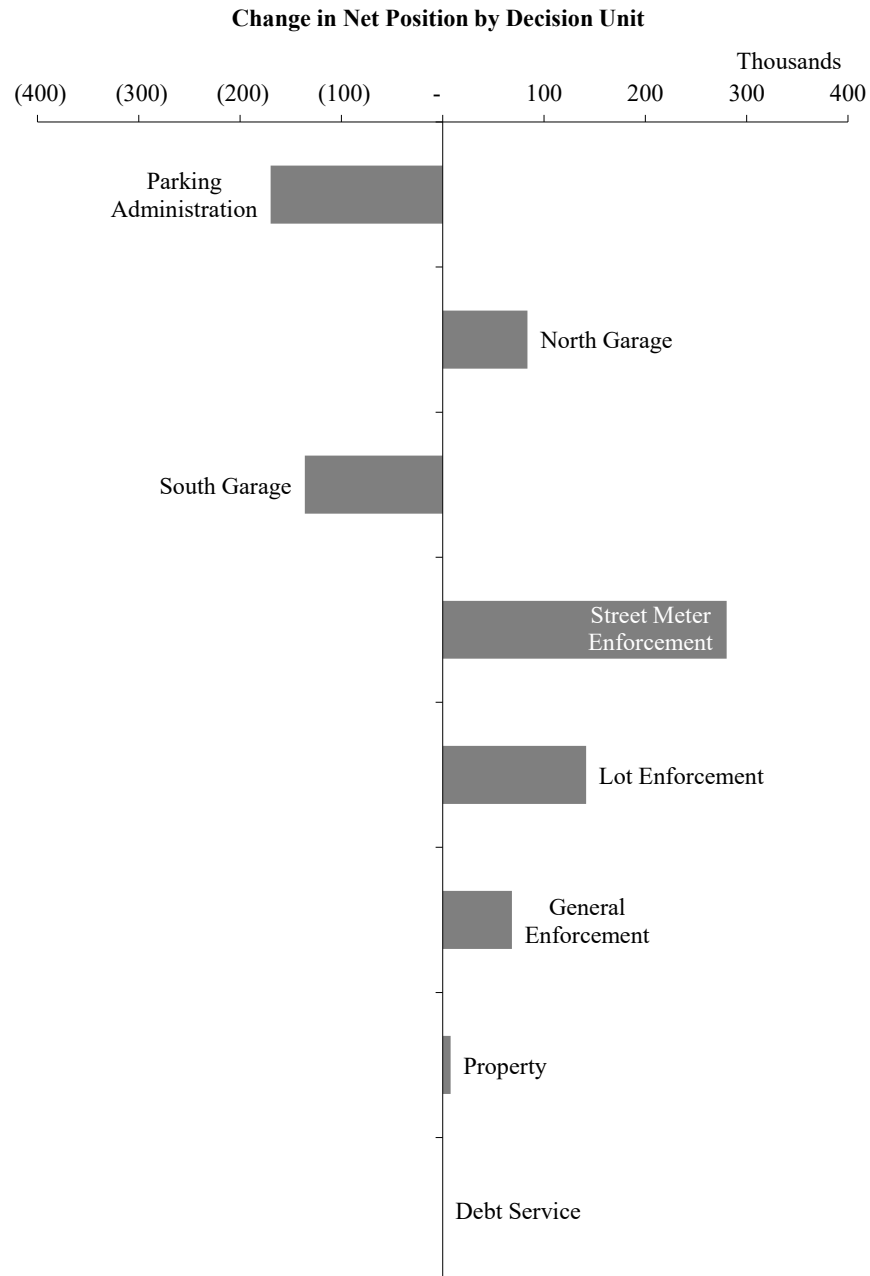 Change in Net Position by Decision Unit
Thousands
(400) (300) (200) (100) - 100 200 300 400
Parking
Administration
North Garage
South Garage
Street Meter
Enforcement
Lot Enforcement
General
Enforcement
Property
Debt Service